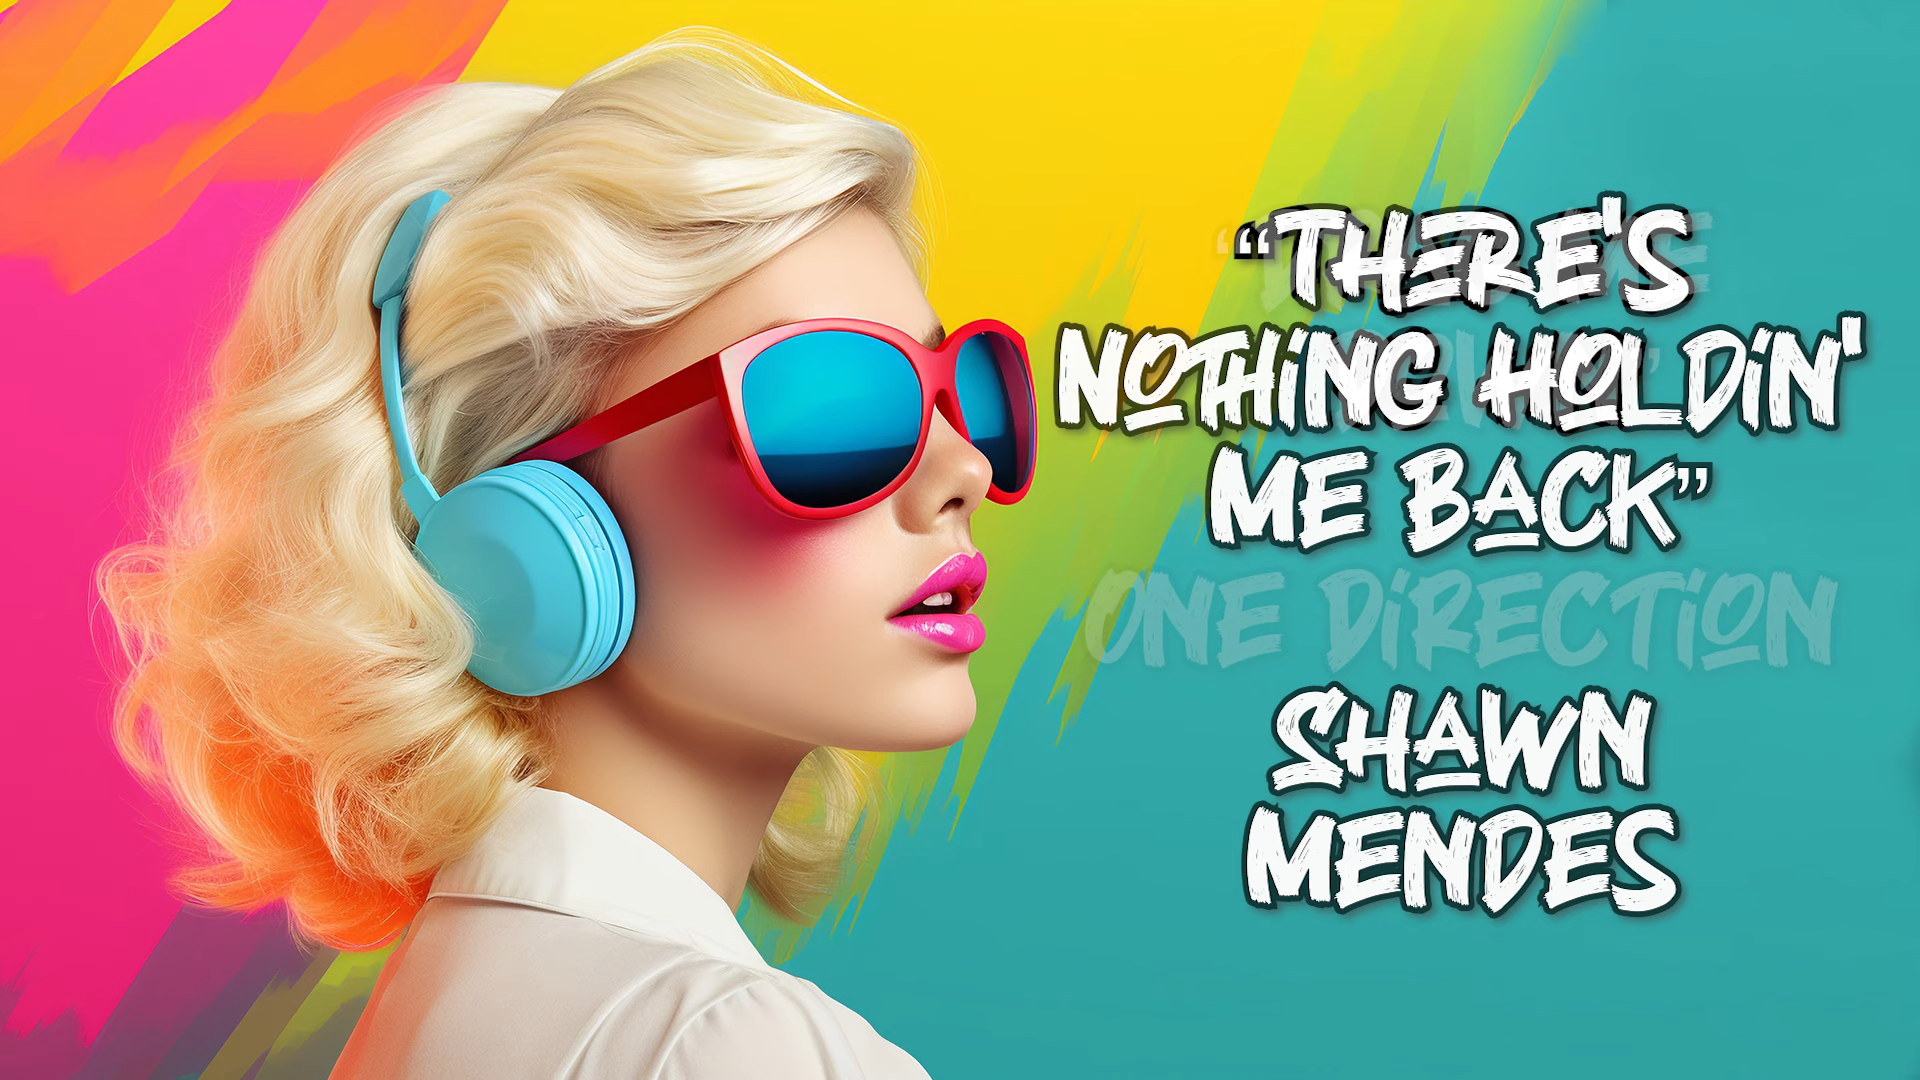 “THERE'S
NOTHING HOLDIN'
ME BACK”
ONE DIRECTION
SHAWN
MENDES